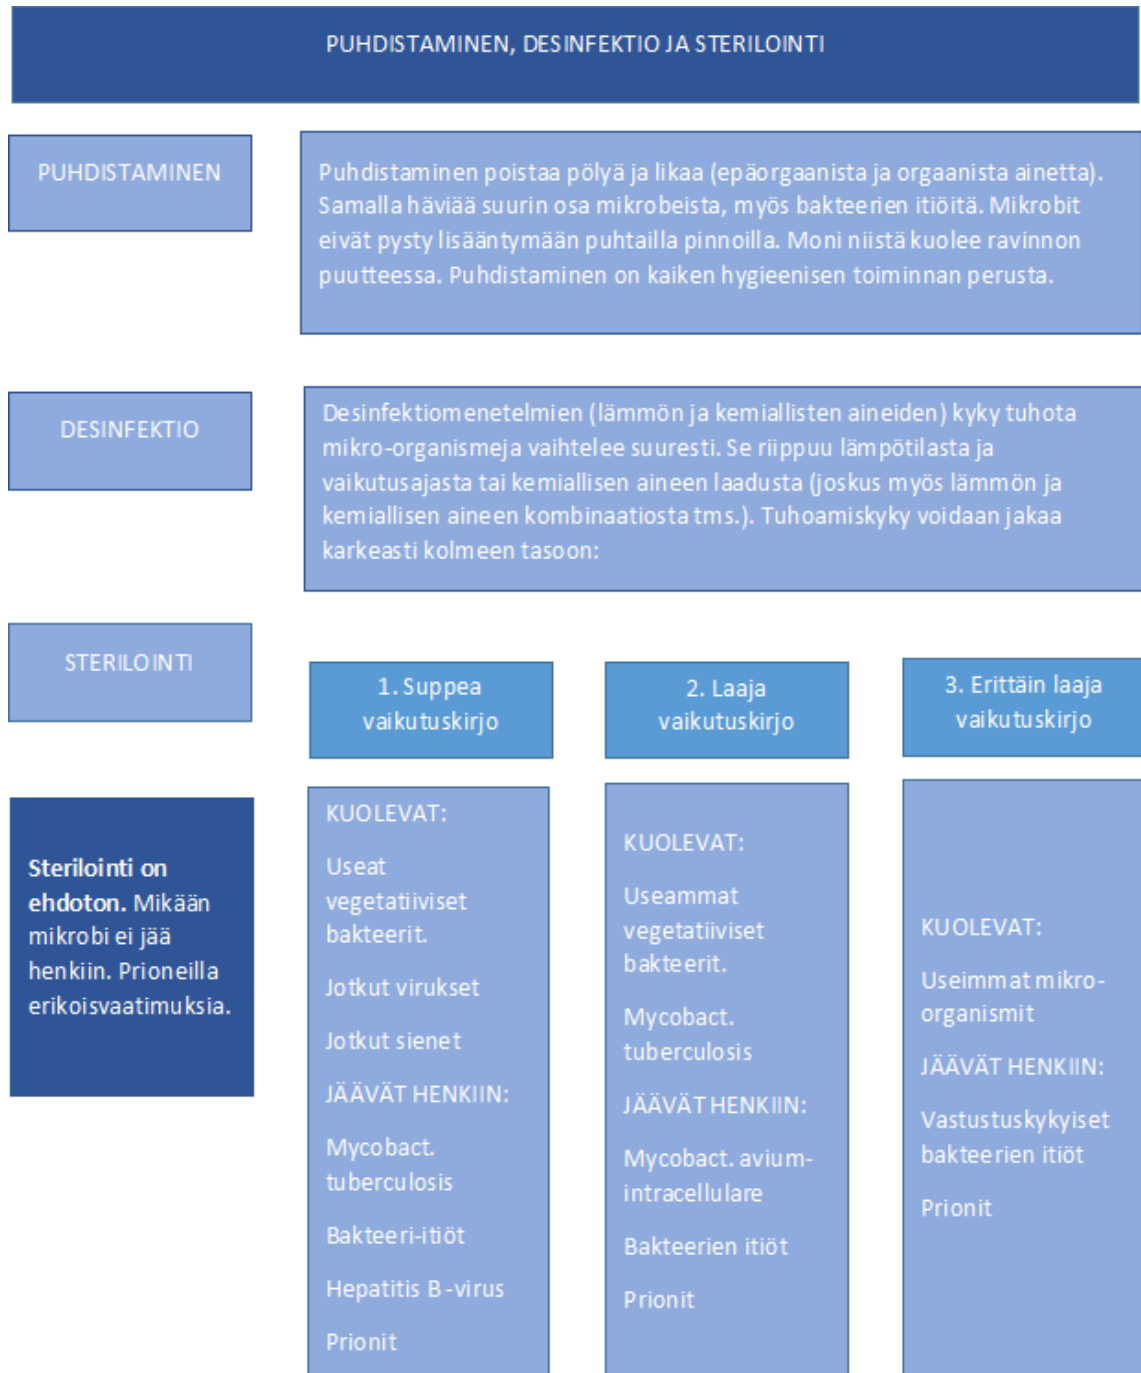 PUHDISTAMINEN, DESINFEKTIO JA STERILOINTI
PUHDISTAMINEN
Puhdistaminen poistaa pölyä ja likaa (epäorgaanista ja orgaanista ainetta).
Samalla häviää suurin osa mikrobeista, myös bakteerien itiöitä. Mikrobit
eivät pysty lisääntymään puhtailla pinnoilla. Moni niistä kuolee ravinnon
puutteessa. Puhdistaminen on kaiken hygieenisen toiminnan perusta.
DESINFEKTIO
Desinfektiomenetelmien (lämmön ja kemiallisten aineiden) kyky tuhota
mikro-organismeja vaihtelee suuresti. Se riippuu lämpötilasta ja
vaikutusajasta tai kemiallisen aineen laadusta (joskus myös lämmön ja
kemiallisen aineen kombinaatiosta tms.). Tuhoamiskyky voidaan jakaa
karkeasti kolmeen tasoon:
STERILOINTI
Sterilointi on
ehdoton. Mikään
mikrobi ei jää
henkiin. Prioneilla
erikoisvaatimuksia.
1. Suppea
vaikutuskirjo
KUOLEVAT:
Useat
vegetatiiviset
bakteerit.
Jotkut virukset
Jotkut sienet
JÄÄVÄT HENKIIN:
Mycobact.
tuberculosis
Bakteeri-itiöt
Hepatitis B -virus
Prionit
2. Laaja
vaikutuskirjo
KUOLEVAT:
Useammat
vegetatiiviset
bakteerit.
Mycobact.
tuberculosis
JÄÄVÄT HENKIIN:
Mycobact. avium-
intracellulare
Bakteerien itiöt
Prionit
3. Erittäin laaja
vaikutuskirjo
KUOLEVAT:
Useimmat mikro-
organismit
JÄÄVÄT HENKIIN:
Vastustuskykyiset
bakteerien itiöt
Prionit